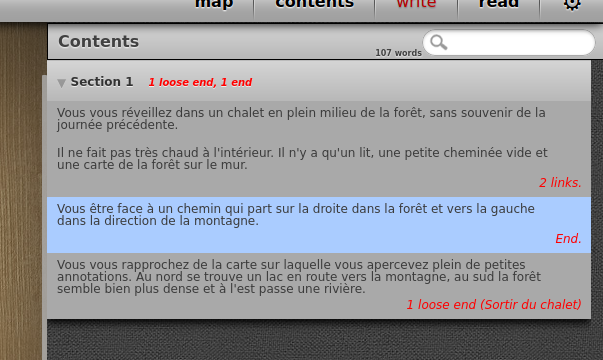 map contents write read
Contents
107 words
Section 1 1 loose end, 1 end
Vous vous réveillez dans un chalet en plein milieu de la forêt, sans souvenir de la
journée précédente.
Il ne fait pas très chaud à l'intérieur. Il n'y a qu'un lit, une petite cheminée vide et
une carte de la forêt sur le mur.
2 links.
Vous être face à un chemin qui part sur la droite dans la forêt et vers la gauche
dans la direction de la montagne.
End.
Vous vous rapprochez de la carte sur laquelle vous apercevez plein de petites
annotations. Au nord se trouve un lac en route vers la montagne, au sud la forêt
semble bien plus dense et à l'est passe une rivière.
1 loose end (Sortir du chalet)